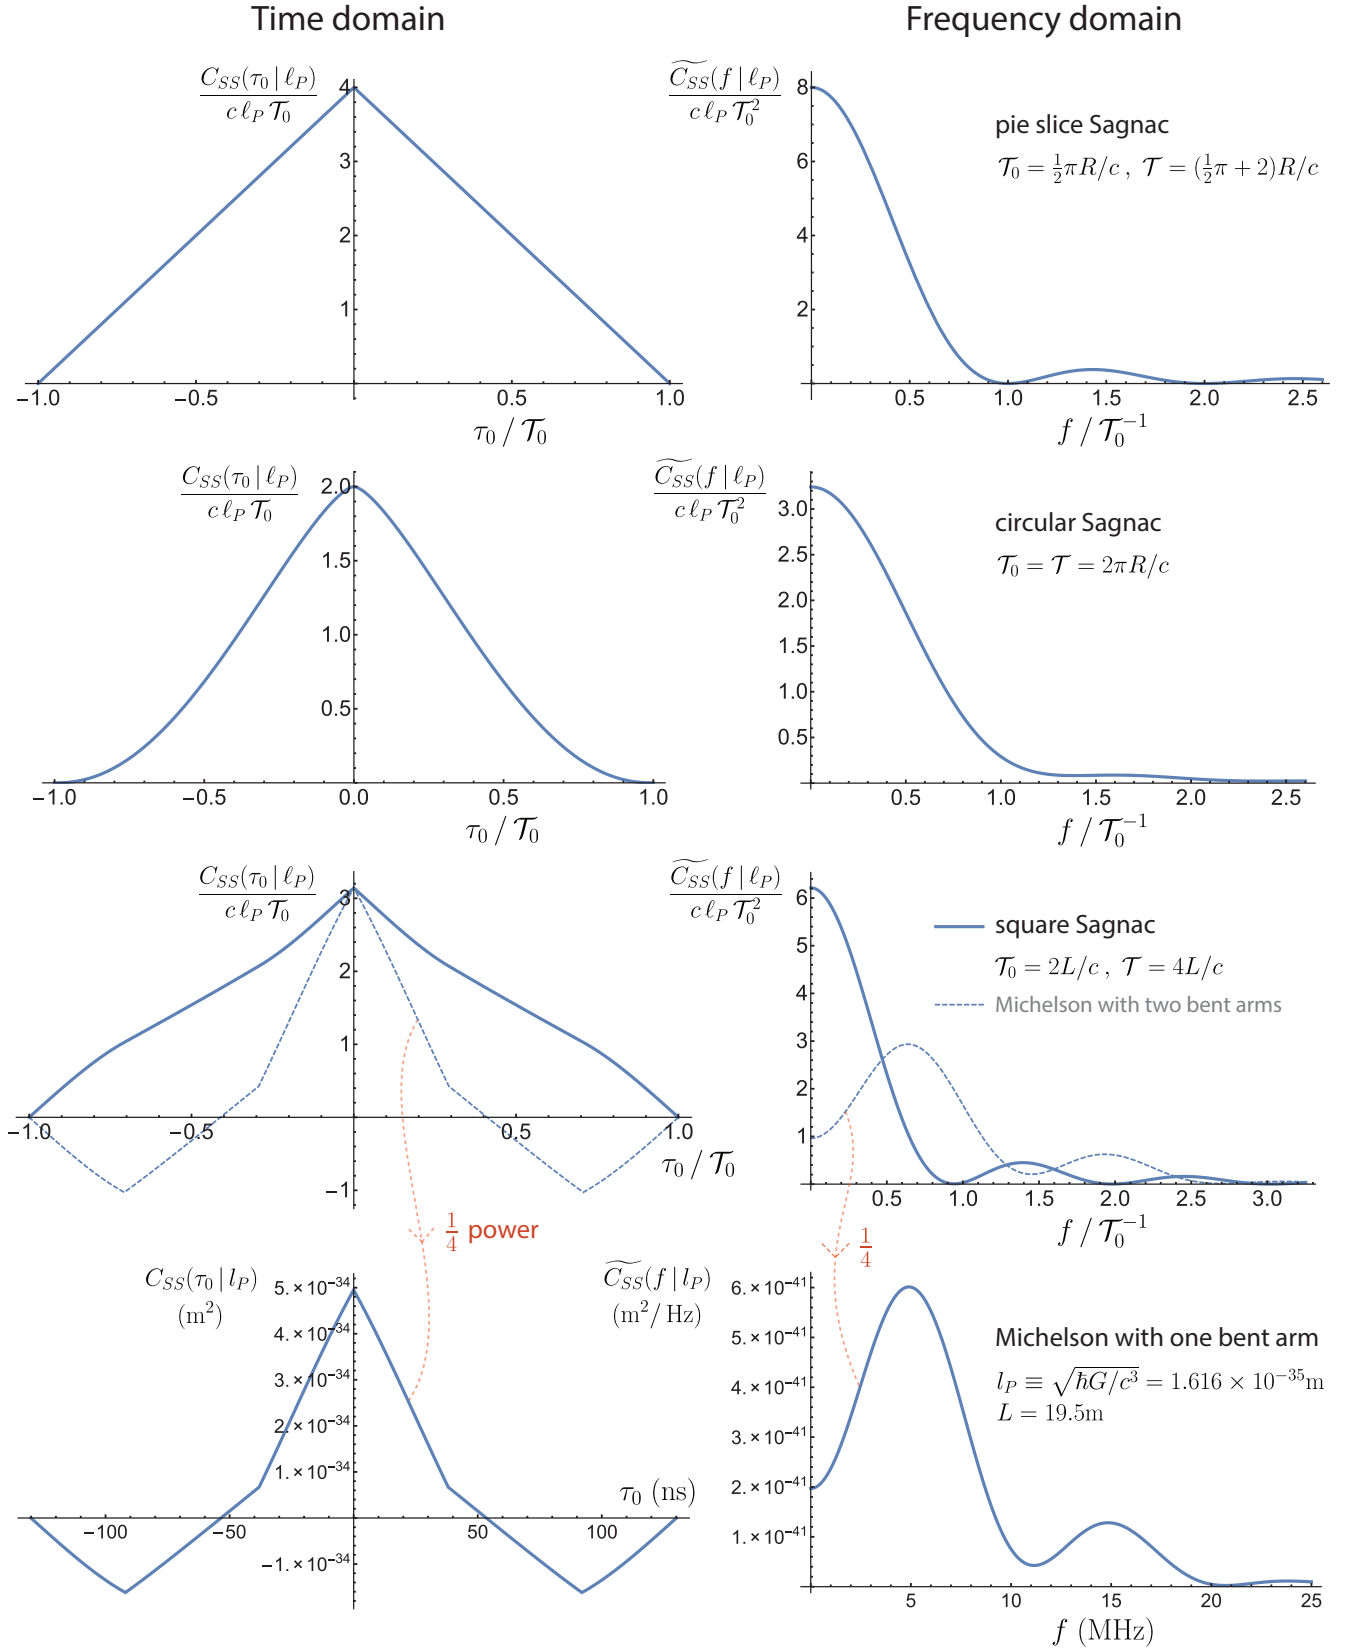 Time domain
Frequency domain
C_SS(τ_0 | ℓ_P) / c ℓ_P 𝒯_0
4
3
2
1
−1.0 −0.5 0.5 1.0
τ_0 / 𝒯_0
C̃_SS(f | ℓ_P) / c ℓ_P 𝒯_0^2
8
6
4
2
0.5 1.0 1.5 2.0 2.5
f / 𝒯_0^−1
pie slice Sagnac
𝒯_0 = ½πR/c , 𝒯 = (½π + 2)R/c
C_SS(τ_0 | ℓ_P) / c ℓ_P 𝒯_0
2.0
1.5
1.0
0.5
−1.0 −0.5 0.0 0.5 1.0
τ_0 / 𝒯_0
C̃_SS(f | ℓ_P) / c ℓ_P 𝒯_0^2
3.0
2.5
2.0
1.5
1.0
0.5
0.5 1.0 1.5 2.0 2.5
f / 𝒯_0^−1
circular Sagnac
𝒯_0 = 𝒯 = 2πR/c
C_SS(τ_0 | ℓ_P) / c ℓ_P 𝒯_0
3
2
1
−1.0 −0.5 0.5 1.0
τ_0 / 𝒯_0
−1
C̃_SS(f | ℓ_P) / c ℓ_P 𝒯_0^2
6
5
4
3
2
1
0.5 1.0 1.5 2.0 2.5 3.0
f / 𝒯_0^−1
square Sagnac
𝒯_0 = 2L/c , 𝒯 = 4L/c
Michelson with two bent arms
1/4 power
1/4
C_SS(τ_0 | l_P)
(m²)
5.×10^−34
4.×10^−34
3.×10^−34
2.×10^−34
1.×10^−34
τ_0 (ns)
−100 −50 50 100
−1.×10^−34
C̃_SS(f | l_P)
(m²/Hz)
6.×10^−41
5.×10^−41
4.×10^−41
3.×10^−41
2.×10^−41
1.×10^−41
5 10 15 20 25
f (MHz)
Michelson with one bent arm
l_P ≡ √(ħG/c³) = 1.616 × 10^−35m
L = 19.5m